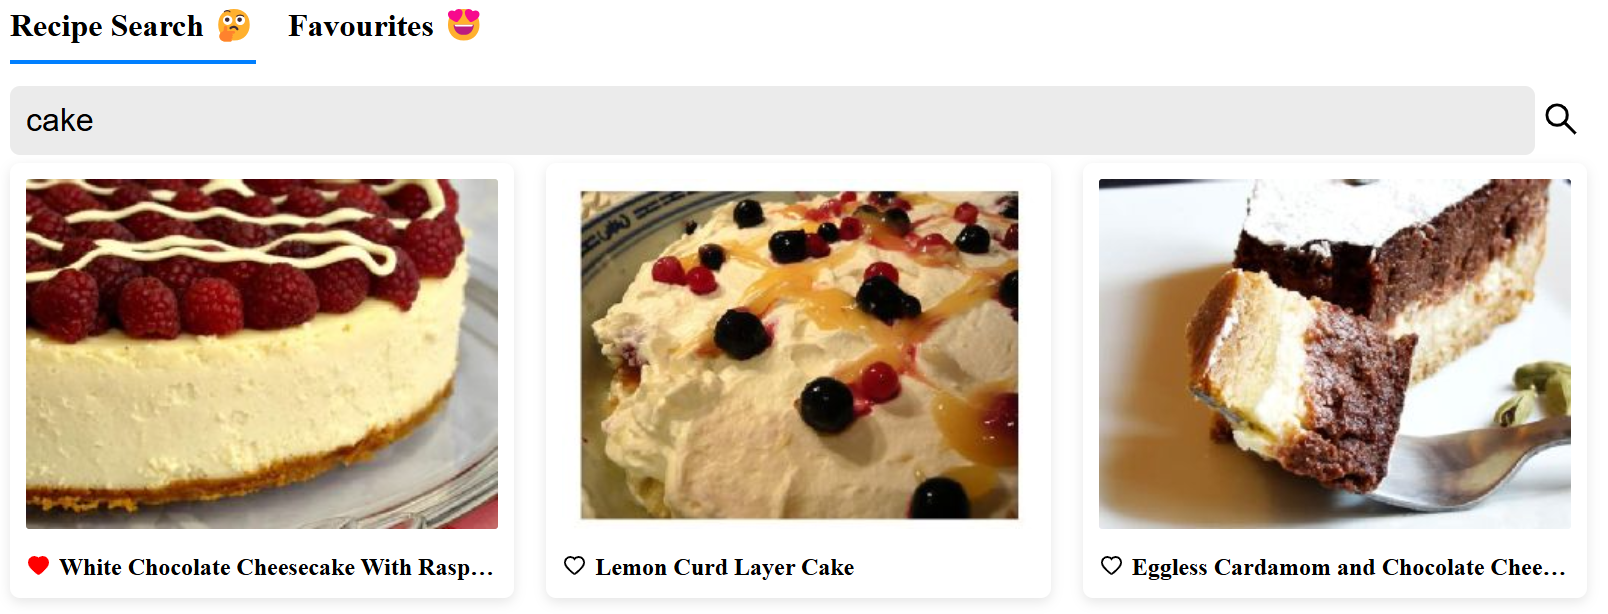 Recipe Search 🤔 Favourites 😍
cake
White Chocolate Cheesecake With Rasp...
Lemon Curd Layer Cake
Eggless Cardamom and Chocolate Chee...